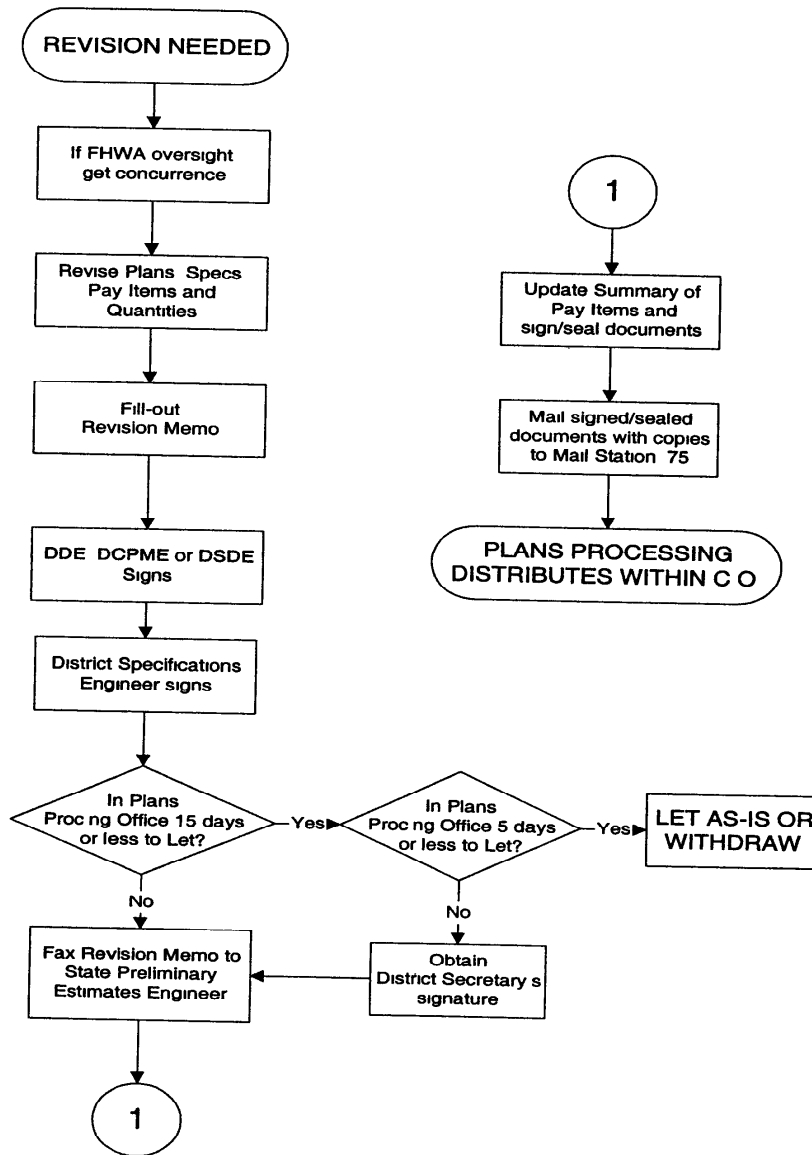 REVISION NEEDED
If FHWA oversight
get concurrence
Revise Plans Specs
Pay Items and
Quantities
Fill-out
Revision Memo
DDE DCPME or DSDE
Signs
District Specifications
Engineer signs
In Plans
Proc ng Office 15 days
or less to Let?
Yes
In Plans
Proc ng Office 5 days
or less to Let?
Yes
LET AS-IS OR
WITHDRAW
No
No
Fax Revision Memo to
State Preliminary
Estimates Engineer
Obtain
District Secretary s
signature
1
1
Update Summary of
Pay Items and
sign/seal documents
Mail signed/sealed
documents with copies
to Mail Station 75
PLANS PROCESSING
DISTRIBUTES WITHIN C O